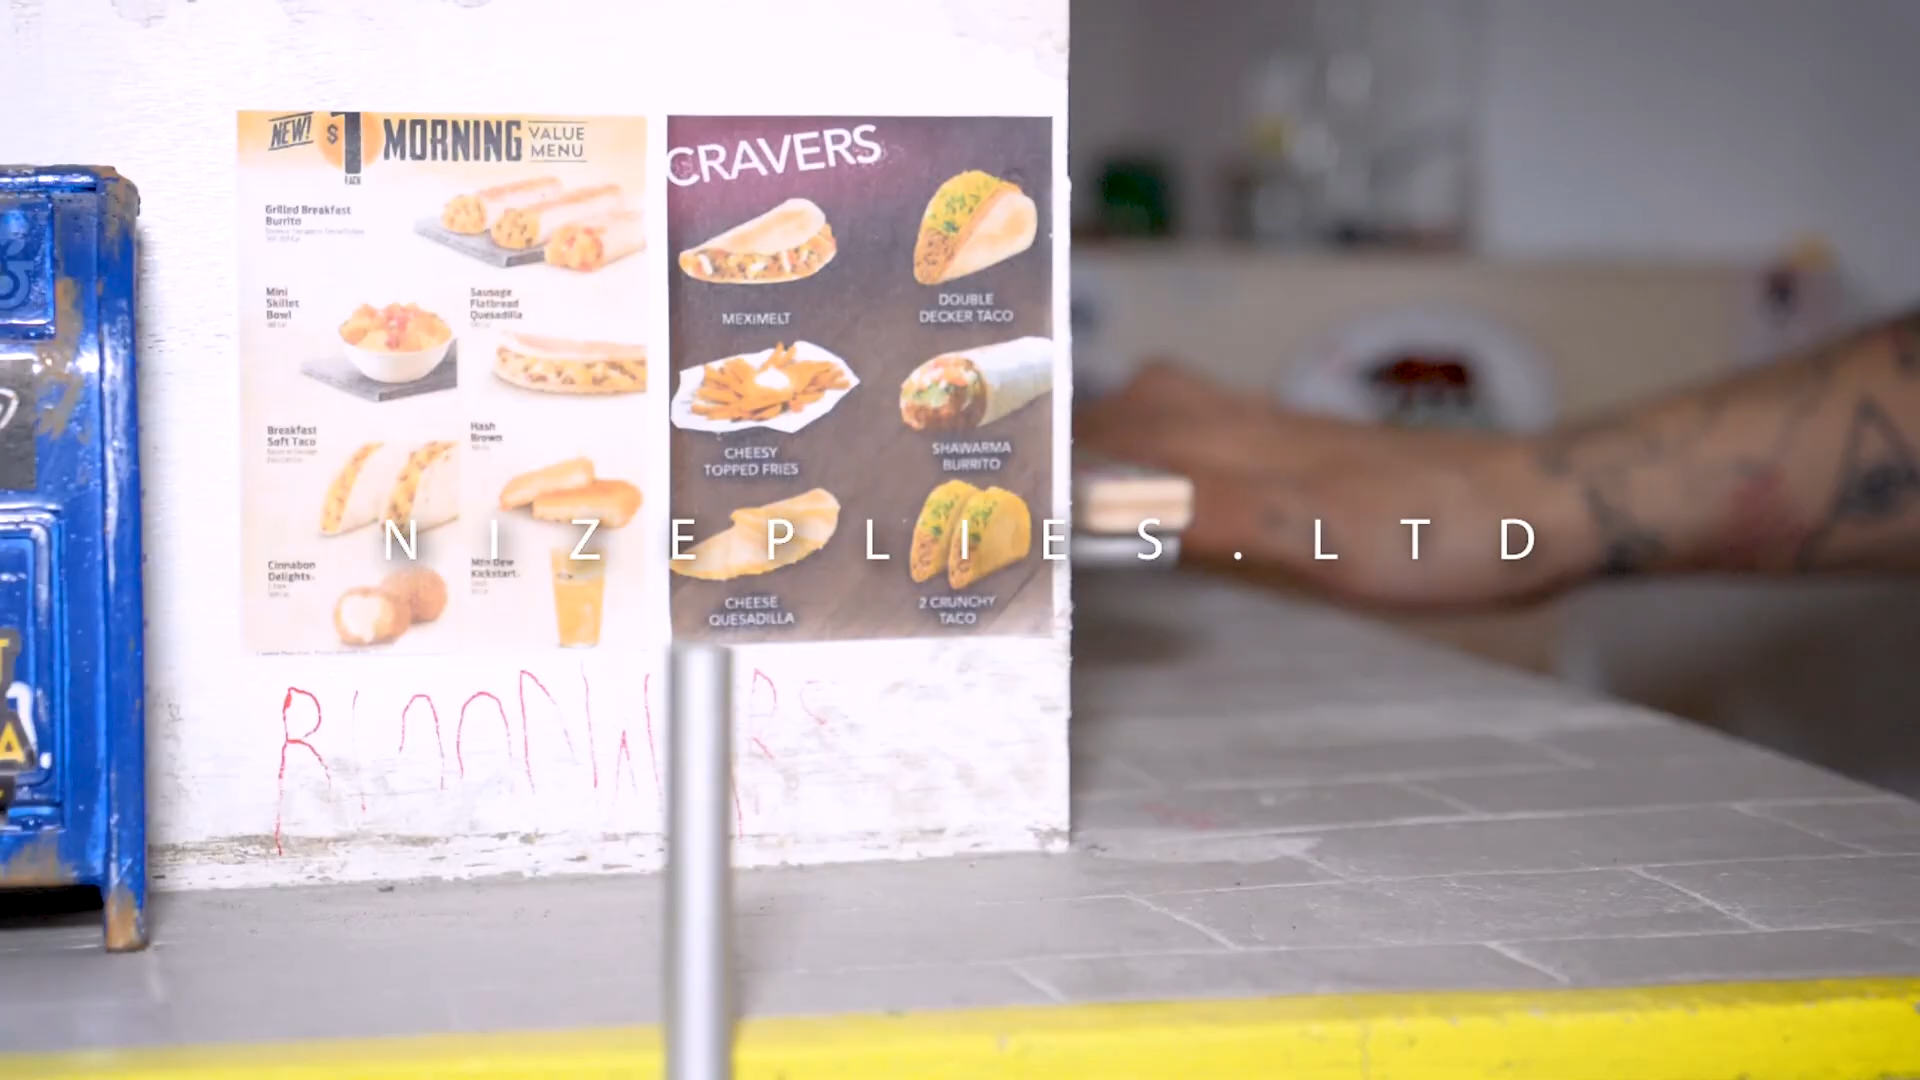 NEW! $1 EACH MORNING VALUE MENU
Grilled Breakfast
Burrito
Mini
Skillet
Bowl
Sausage
Flatbread
Quesadilla
Breakfast
Soft Taco
Hash
Brown
Cinnabon
Delights
Mtn Dew
Kickstart
CRAVERS
MEXIMELT
DOUBLE
DECKER TACO
CHEESY
TOPPED FRIES
SHAWARMA
BURRITO
CHEESE
QUESADILLA
2 CRUNCHY
TACO
NIZEPLIES.LTD